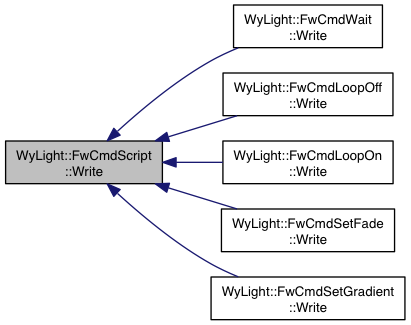 WyLight::FwCmdScript
::Write
WyLight::FwCmdWait
::Write
WyLight::FwCmdLoopOff
::Write
WyLight::FwCmdLoopOn
::Write
WyLight::FwCmdSetFade
::Write
WyLight::FwCmdSetGradient
::Write